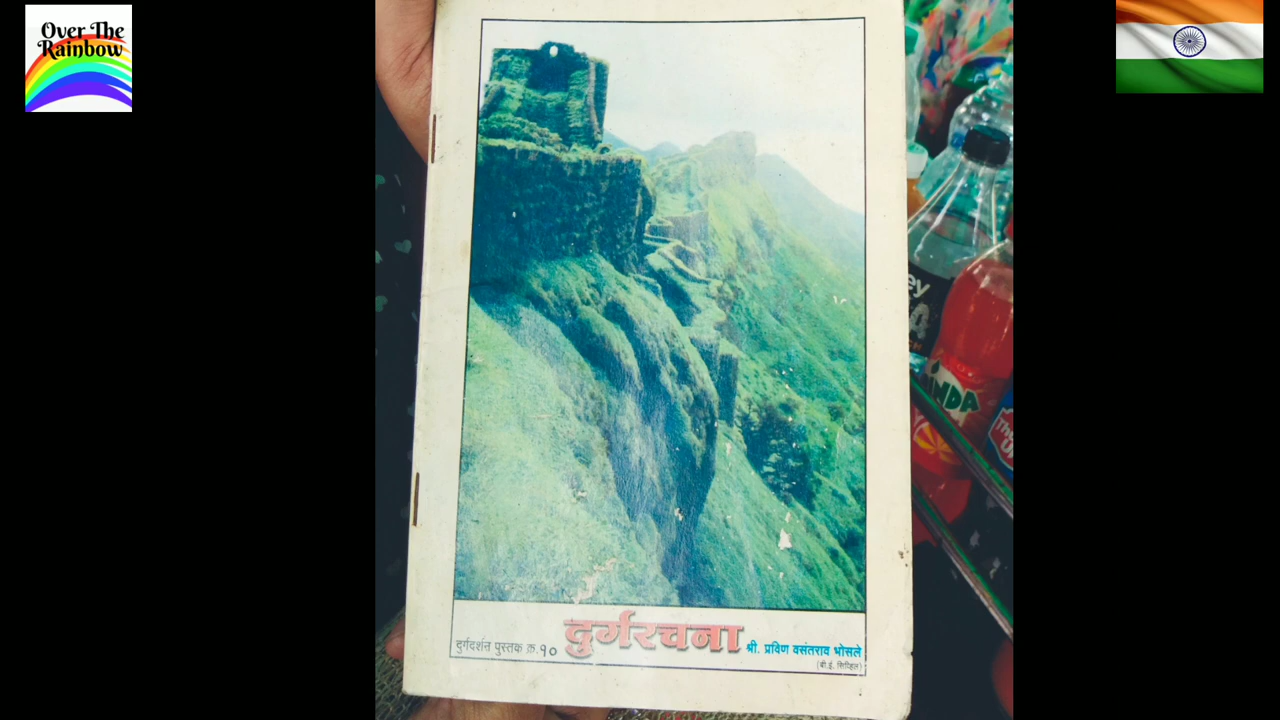 Over The
Rainbow
दुर्गरचना
दुर्गदर्शन पुस्तक क्र.१०
श्री. प्रविण वसंतराव भोसले
(बी.ई. सिव्हिल)